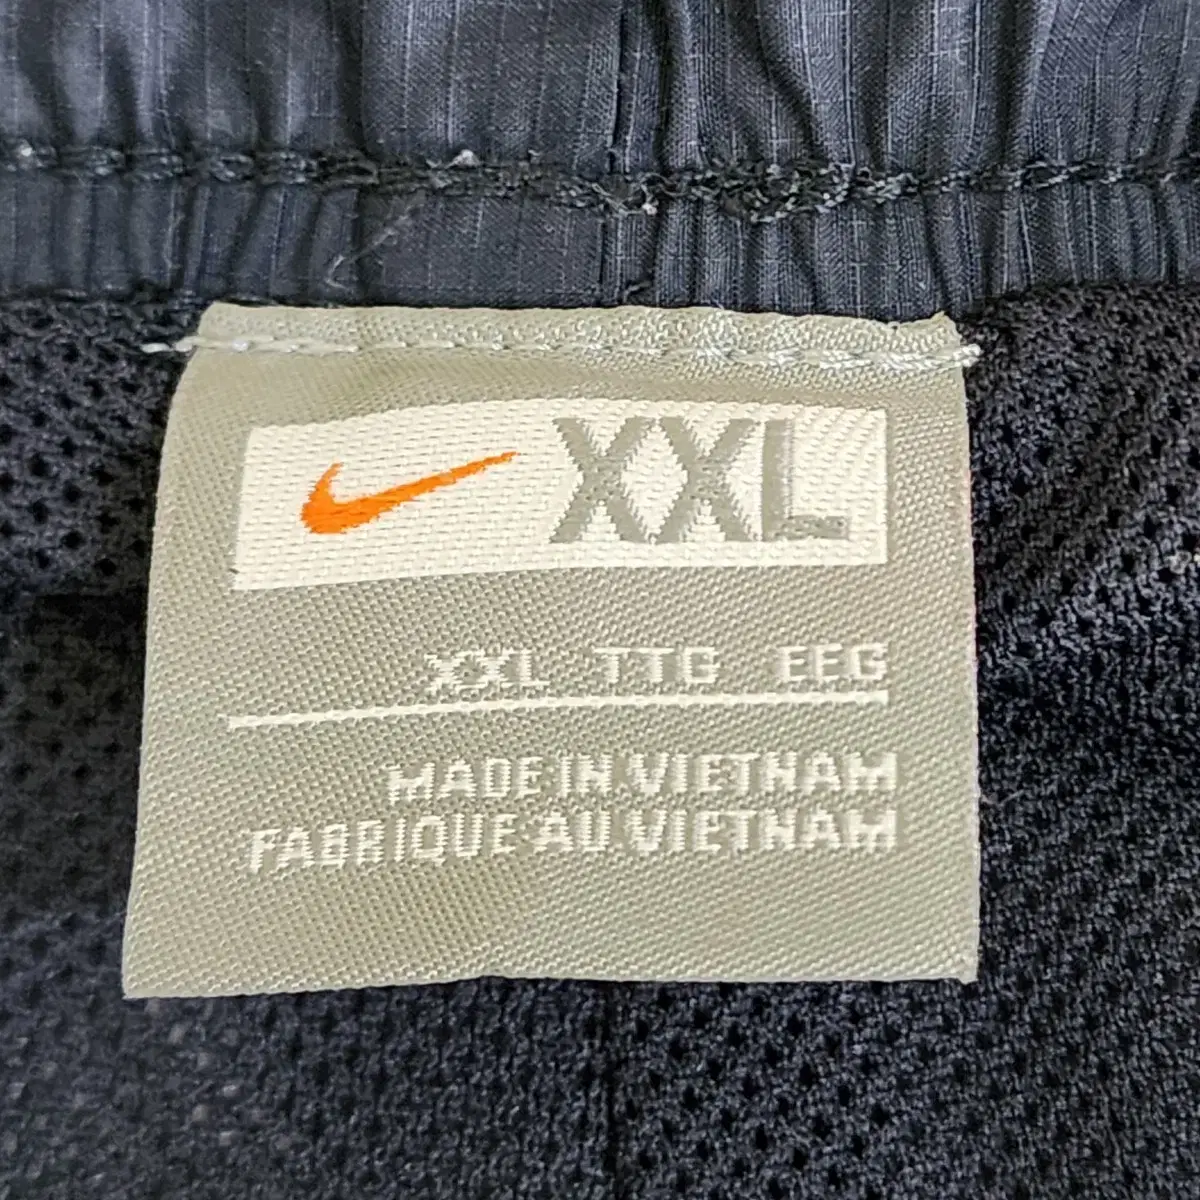 XXL
XXL TTG EEG
MADE IN VIETNAM
FABRIQUE AU VIETNAM